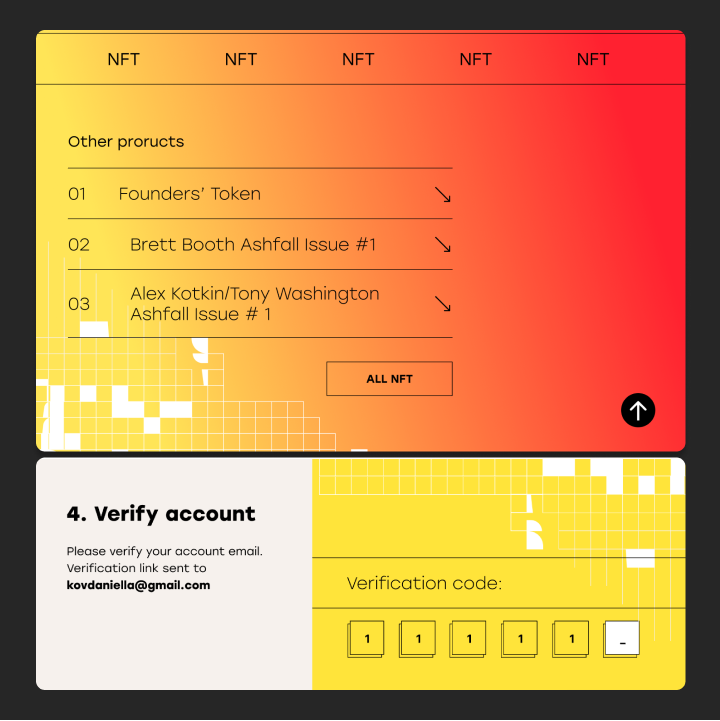 NFT NFT NFT NFT NFT
Other proructs
01 Founders’ Token
02 Brett Booth Ashfall Issue #1
03 Alex Kotkin/Tony Washington
Ashfall Issue # 1
ALL NFT
4. Verify account
Please verify your account email.
Verification link sent to
kovdaniella@gmail.com
Verification code:
1 1 1 1 1 _